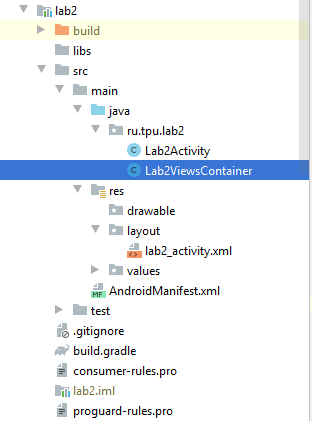 lab2
build
libs
src
main
java
ru.tpu.lab2
Lab2Activity
Lab2ViewsContainer
res
drawable
layout
lab2_activity.xml
values
MF AndroidManifest.xml
test
.gitignore
build.gradle
consumer-rules.pro
lab2.iml
proguard-rules.pro